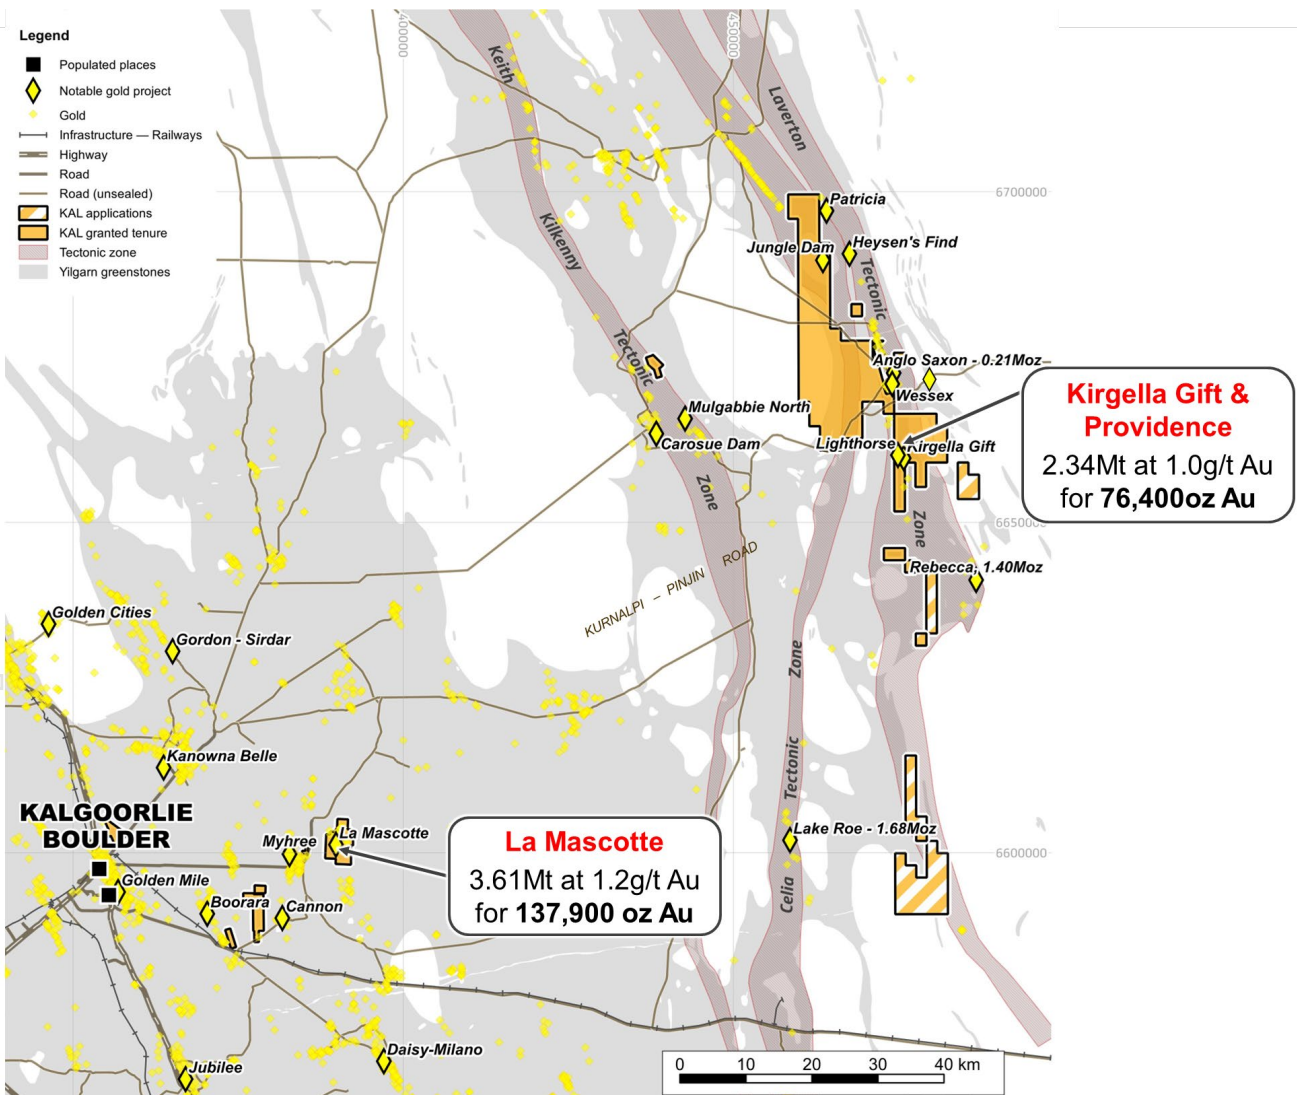 Legend
Populated places
Notable gold project
Gold
Infrastructure — Railways
Highway
Road
Road (unsealed)
KAL applications
KAL granted tenure
Tectonic zone
Yilgarn greenstones
400000
450000
Keith
Kilkenny
Tectonic
Zone
Laverton
Tectonic
Zone
6700000
Patricia
Jungle Dam
Heysen's Find
Anglo Saxon - 0.21Moz
Wessex
Mulgabbie North
Carosue Dam
Lighthorse
Kirgella Gift
Kirgella Gift &
Providence
2.34Mt at 1.0g/t Au
for 76,400oz Au
6650000
KURNALPI – PINJIN ROAD
Rebecca, 1.40Moz
Golden Cities
Gordon - Sirdar
Kanowna Belle
KALGOORLIE
BOULDER
Golden Mile
Myhree
La Mascotte
Boorara
Cannon
La Mascotte
3.61Mt at 1.2g/t Au
for 137,900 oz Au
Celia Tectonic Zone
Lake Roe - 1.68Moz
6600000
Jubilee
Daisy-Milano
0 10 20 30 40 km